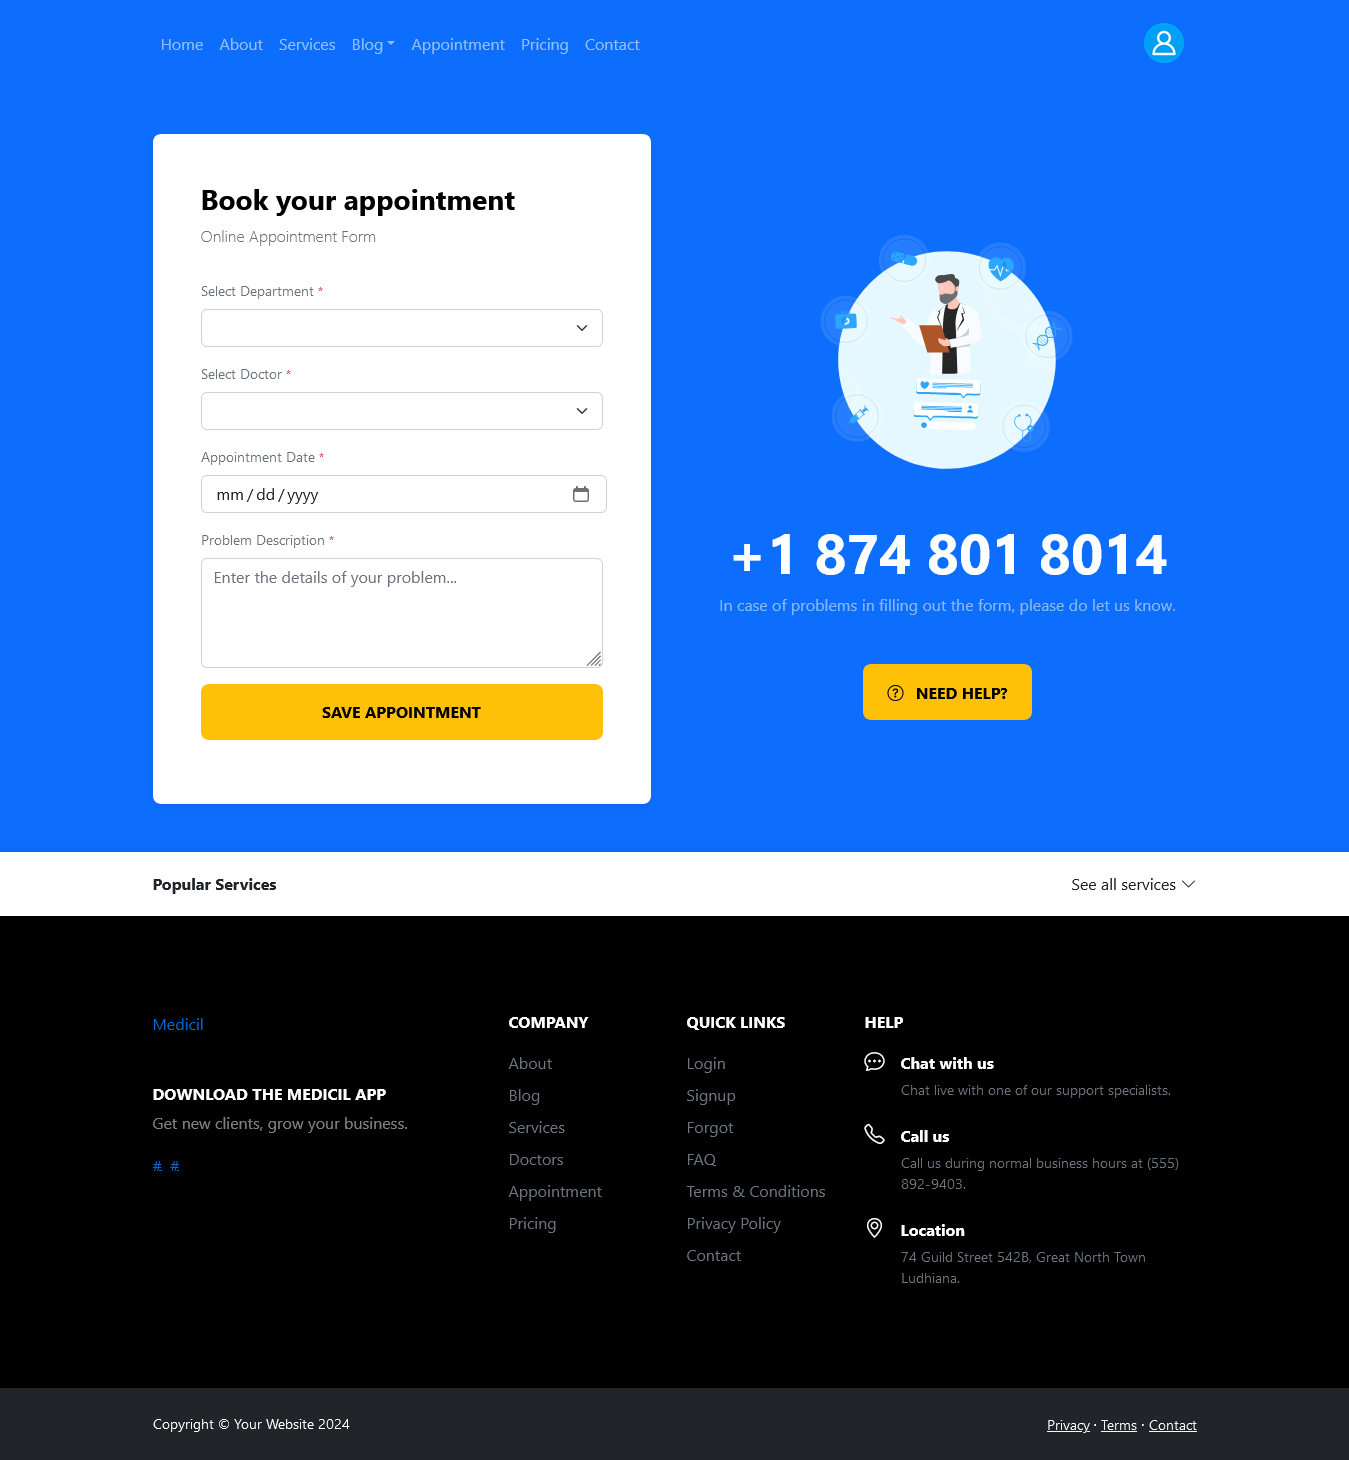 Home About Services Blog Appointment Pricing Contact
Book your appointment
Online Appointment Form
Select Department *
Select Doctor *
Appointment Date *
mm/dd/yyyy
Problem Description *
Enter the details of your problem...
SAVE APPOINTMENT
+1 874 801 8014
In case of problems in filling out the form, please do let us know.
NEED HELP?
Popular Services
See all services
Medicil
DOWNLOAD THE MEDICIL APP
Get new clients, grow your business.
# #
COMPANY
About
Blog
Services
Doctors
Appointment
Pricing
QUICK LINKS
Login
Signup
Forgot
FAQ
Terms & Conditions
Privacy Policy
Contact
HELP
Chat with us
Chat live with one of our support specialists.
Call us
Call us during normal business hours at (555)
892-9403.
Location
74 Guild Street 542B, Great North Town
Ludhiana.
Copyright © Your Website 2024
Privacy · Terms · Contact